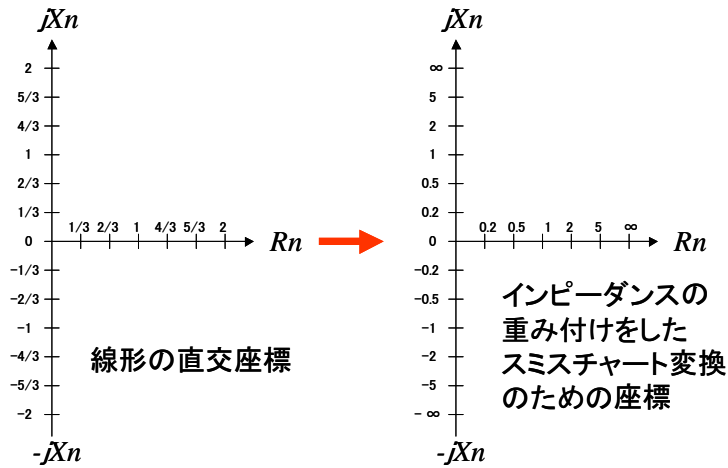 jXn
2
5/3
4/3
1
2/3
1/3
0
-1/3
-2/3
-1
-4/3
-5/3
-2
-jXn
1/3 2/3 1 4/3 5/3 2
Rn
線形の直交座標
jXn
∞
5
2
1
0.5
0.2
0
-0.2
-0.5
-1
-2
-5
- ∞
-jXn
0.2 0.5 1 2 5 ∞
Rn
インピーダンスの
重み付けをした
スミスチャート変換
のための座標